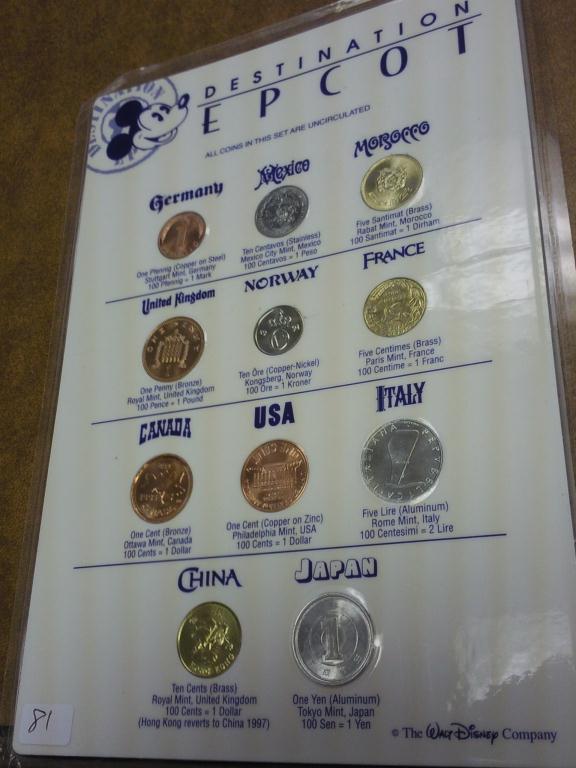 DESTINATION
EPCOT
DESTINATION
ALL COINS IN THIS SET ARE UNCIRCULATED
Germany
One Pfennig (Copper on Steel)
Stuttgart Mint, Germany
100 Pfennig = 1 Mark
Mexico
Ten Centavos (Stainless)
Mexico City Mint, Mexico
100 Centavos = 1 Peso
MOROCCO
Five Santimat (Brass)
Rabat Mint, Morocco
100 Santimat = 1 Dirham
United Kingdom
One Penny (Bronze)
Royal Mint, United Kingdom
100 Pence = 1 Pound
NORWAY
Ten Öre (Copper-Nickel)
Kongsberg, Norway
100 Ore = 1 Kroner
FRANCE
Five Centimes (Brass)
Paris Mint, France
100 Centime = 1 Franc
CANADA
One Cent (Bronze)
Ottawa Mint, Canada
100 Cents = 1 Dollar
USA
One Cent (Copper on Zinc)
Philadelphia Mint, USA
100 Cents = 1 Dollar
ITALY
Five Lire (Aluminum)
Rome Mint, Italy
100 Centesimi = 2 Lire
CHINA
HONG KONG
Ten Cents (Brass)
Royal Mint, United Kingdom
100 Cents = 1 Dollar
(Hong Kong reverts to China 1997)
JAPAN
1
One Yen (Aluminum)
Tokyo Mint, Japan
100 Sen = 1 Yen
81
© The WALT DISNEY Company